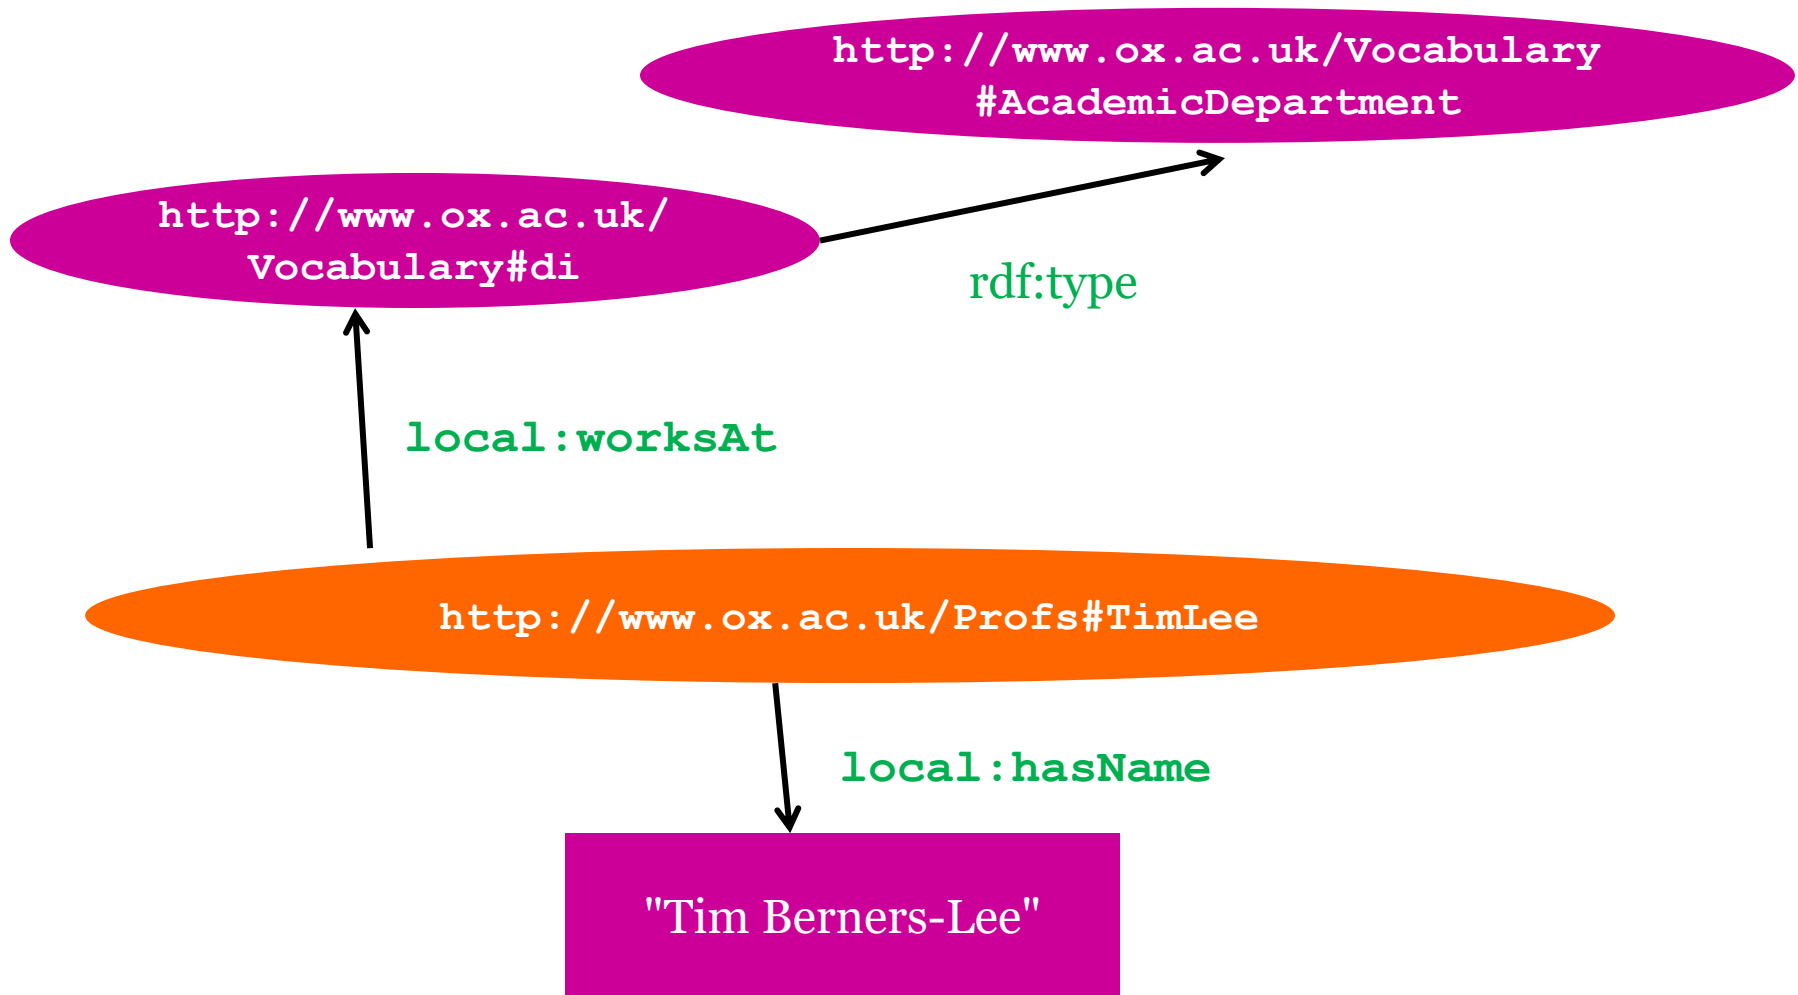 http://www.ox.ac.uk/Vocabulary
#AcademicDepartment
http://www.ox.ac.uk/
Vocabulary#di
rdf:type
local:worksAt
http://www.ox.ac.uk/Profs#TimLee
local:hasName
"Tim Berners-Lee"